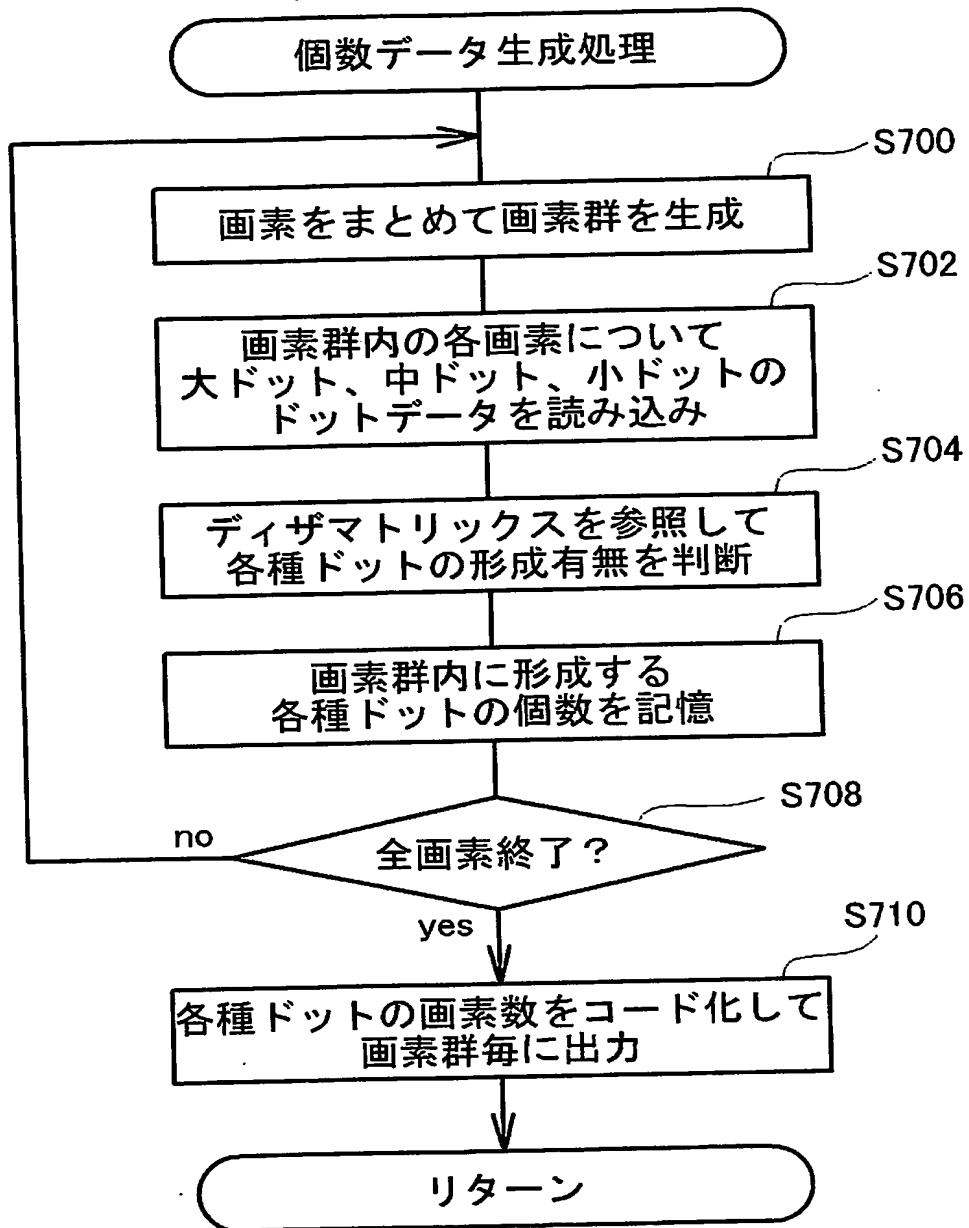 個数データ生成処理
S700
画素をまとめて画素群を生成
S702
画素群内の各画素について
大ドット、中ドット、小ドットの
ドットデータを読み込み
S704
ディザマトリックスを参照して
各種ドットの形成有無を判断
S706
画素群内に形成する
各種ドットの個数を記憶
S708
no
全画素終了？
yes
S710
各種ドットの画素数をコード化して
画素群毎に出力
リターン